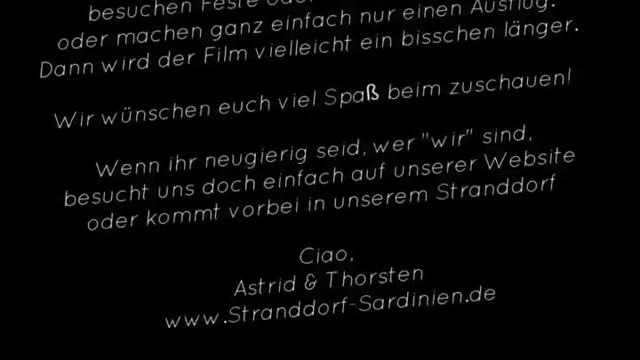 besuchen Feste
oder machen ganz einfach nur einen Ausflug.
Dann wird der Film vielleicht ein bisschen länger.
Wir wünschen euch viel Spaß beim zuschauen!
Wenn ihr neugierig seid, wer "wir" sind,
besucht uns doch einfach auf unserer Website
oder kommt vorbei in unserem Stranddorf
Ciao,
Astrid & Thorsten
www.Stranddorf-Sardinien.de